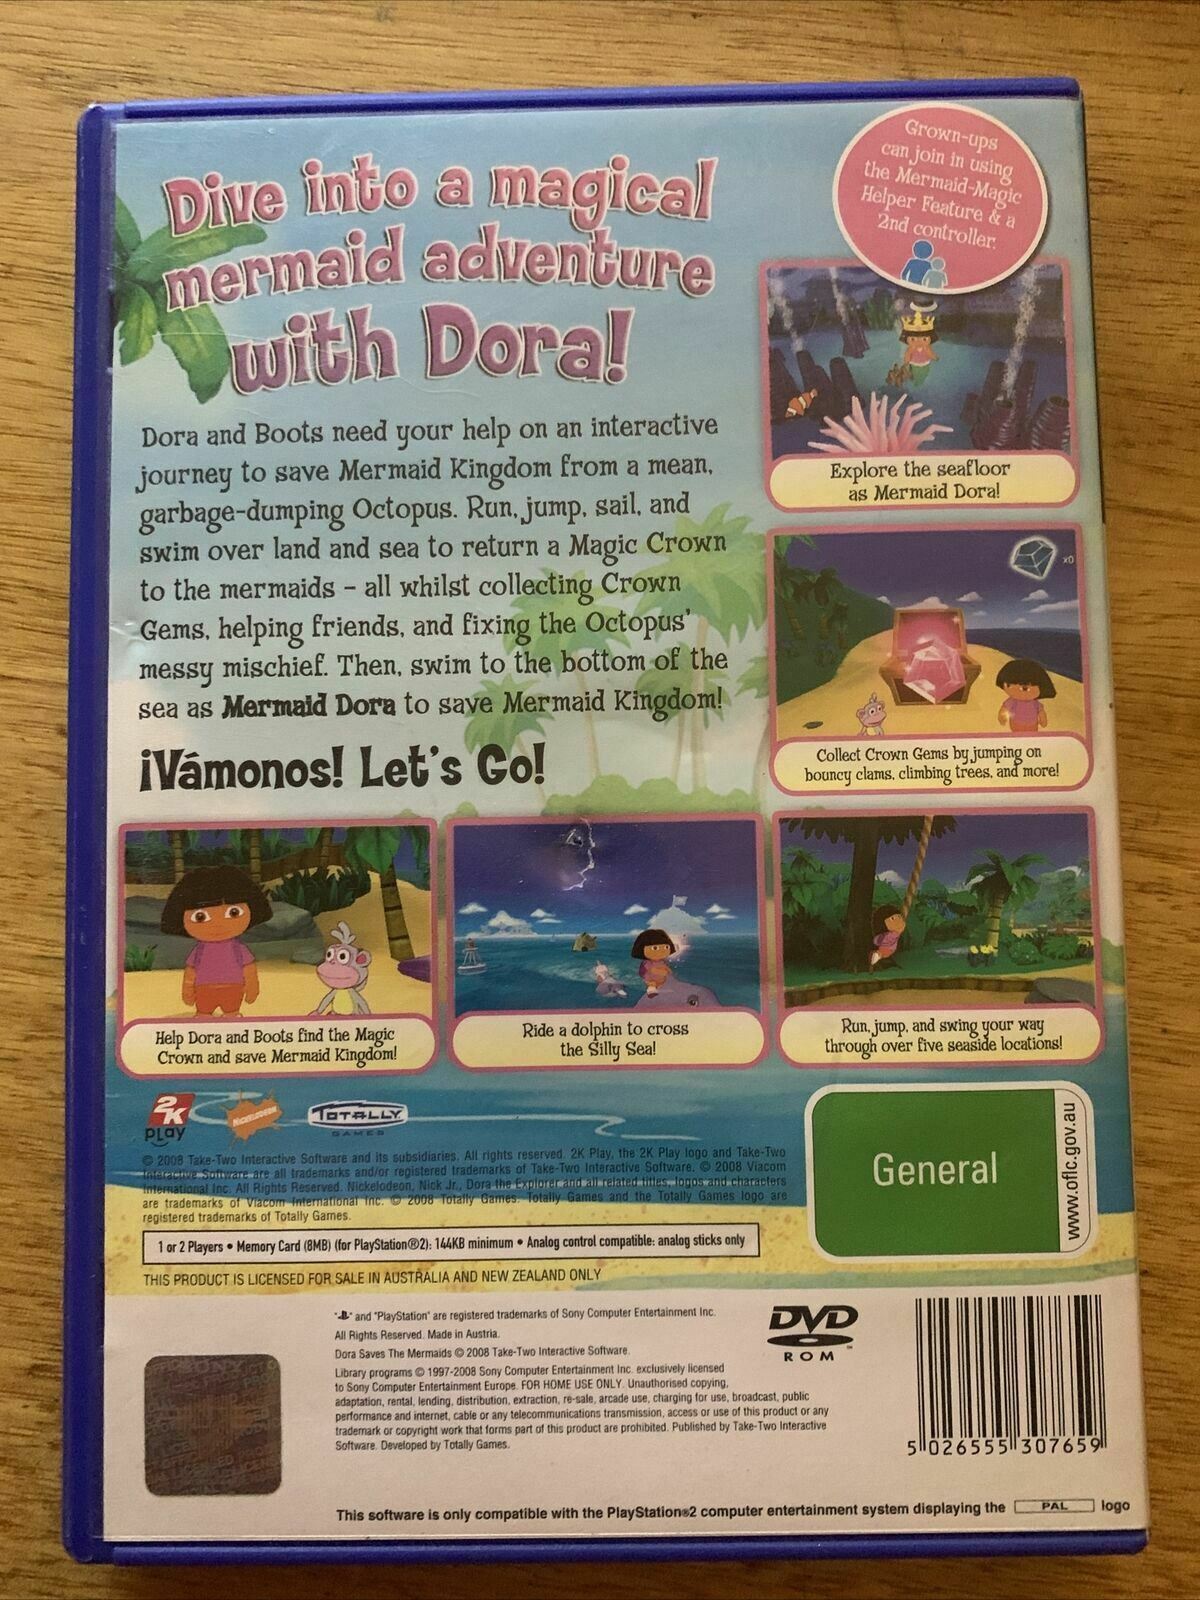 Grown-ups
can join in using
the Mermaid-Magic
Helper Feature & a
2nd controller.
Dive into a magical
mermaid adventure
with Dora!
Dora and Boots need your help on an interactive
journey to save Mermaid Kingdom from a mean,
garbage-dumping Octopus. Run, jump, sail, and
swim over land and sea to return a Magic Crown
to the mermaids – all whilst collecting Crown
Gems, helping friends, and fixing the Octopus'
messy mischief. Then, swim to the bottom of the
sea as Mermaid Dora to save Mermaid Kingdom!
¡Vámonos! Let's Go!
Explore the seafloor
as Mermaid Dora!
x0
Collect Crown Gems by jumping on
bouncy clams, climbing trees, and more!
Help Dora and Boots find the Magic
Crown and save Mermaid Kingdom!
Ride a dolphin to cross
the Silly Sea!
Run, jump, and swing your way
through over five seaside locations!
2K
play
NICKELODEON
TOTALLY
GAMES
© 2008 Take-Two Interactive Software and its subsidiaries. All rights reserved. 2K Play, the 2K Play logo and Take-Two
Interactive Software are all trademarks and/or registered trademarks of Take-Two Interactive Software. © 2008 Viacom
International Inc. All Rights Reserved. Nickelodeon, Nick Jr., Dora the Explorer and all related titles, logos and characters
are trademarks of Viacom International Inc. © 2008 Totally Games. Totally Games and the Totally Games logo are
registered trademarks of Totally Games.
General
www.oflc.gov.au
1 or 2 Players • Memory Card (8MB) (for PlayStation®2): 144KB minimum • Analog control compatible: analog sticks only
THIS PRODUCT IS LICENSED FOR SALE IN AUSTRALIA AND NEW ZEALAND ONLY
" " and "PlayStation" are registered trademarks of Sony Computer Entertainment Inc.
All Rights Reserved. Made in Austria.
Dora Saves The Mermaids © 2008 Take-Two Interactive Software.
Library programs © 1997-2008 Sony Computer Entertainment Inc. exclusively licensed
to Sony Computer Entertainment Europe. FOR HOME USE ONLY. Unauthorised copying,
adaptation, rental, lending, distribution, extraction, re-sale, arcade use, charging for use, broadcast, public
performance and internet, cable or any telecommunications transmission, access or use of this product or any
trademark or copyright work that forms part of this product are prohibited. Published by Take-Two Interactive
Software. Developed by Totally Games.
DVD
ROM
5 026555 307659
This software is only compatible with the PlayStation®2 computer entertainment system displaying the PAL logo